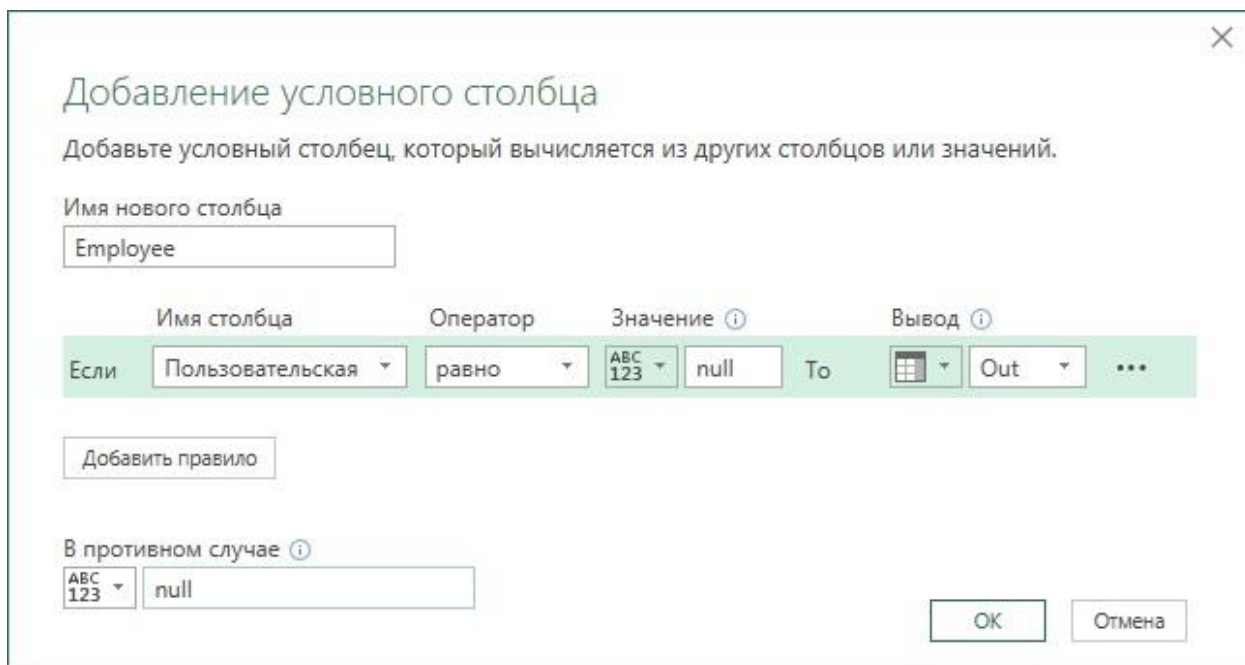 Добавление условного столбца
Добавьте условный столбец, который вычисляется из других столбцов или значений.
Имя нового столбца
Employee
Имя столбца Оператор Значение Вывод
Если Пользовательская равно ABC 123 null То Out ...
Добавить правило
В противном случае
ABC 123 null
OK Отмена